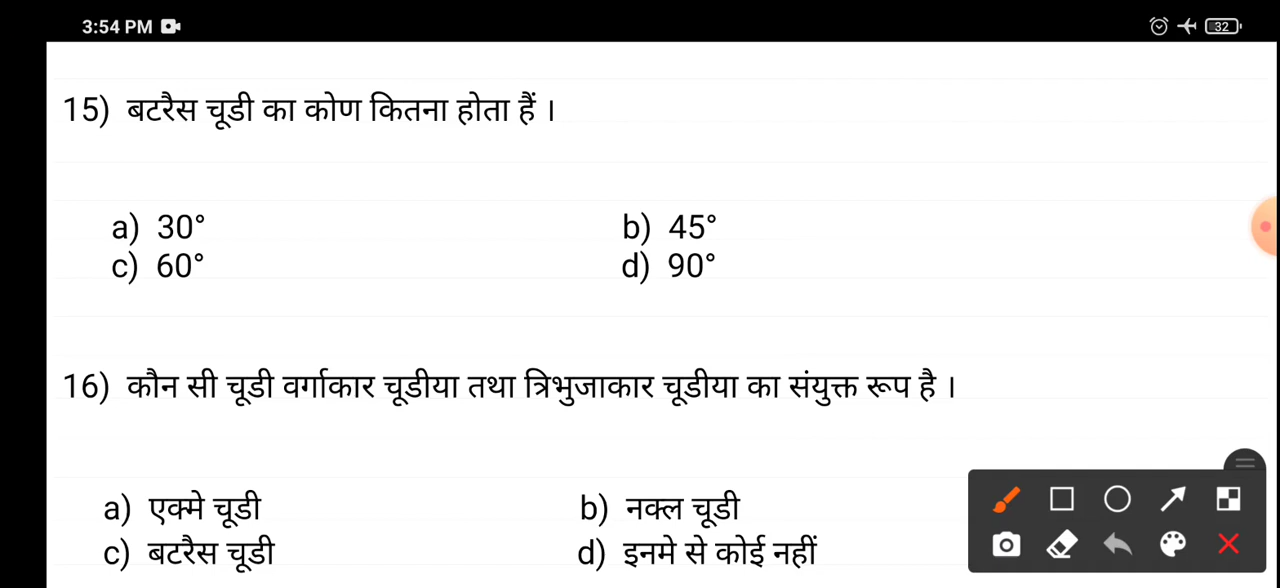 3:54 PM
32
15) बटरैस चूडी का कोण कितना होता हैं ।
a) 30° b) 45°
c) 60° d) 90°
16) कौन सी चूडी वर्गाकार चूडीया तथा त्रिभुजाकार चूडीया का संयुक्त रूप है ।
a) एक्मे चूडी b) नक्ल चूडी
c) बटरैस चूडी d) इनमे से कोई नहीं